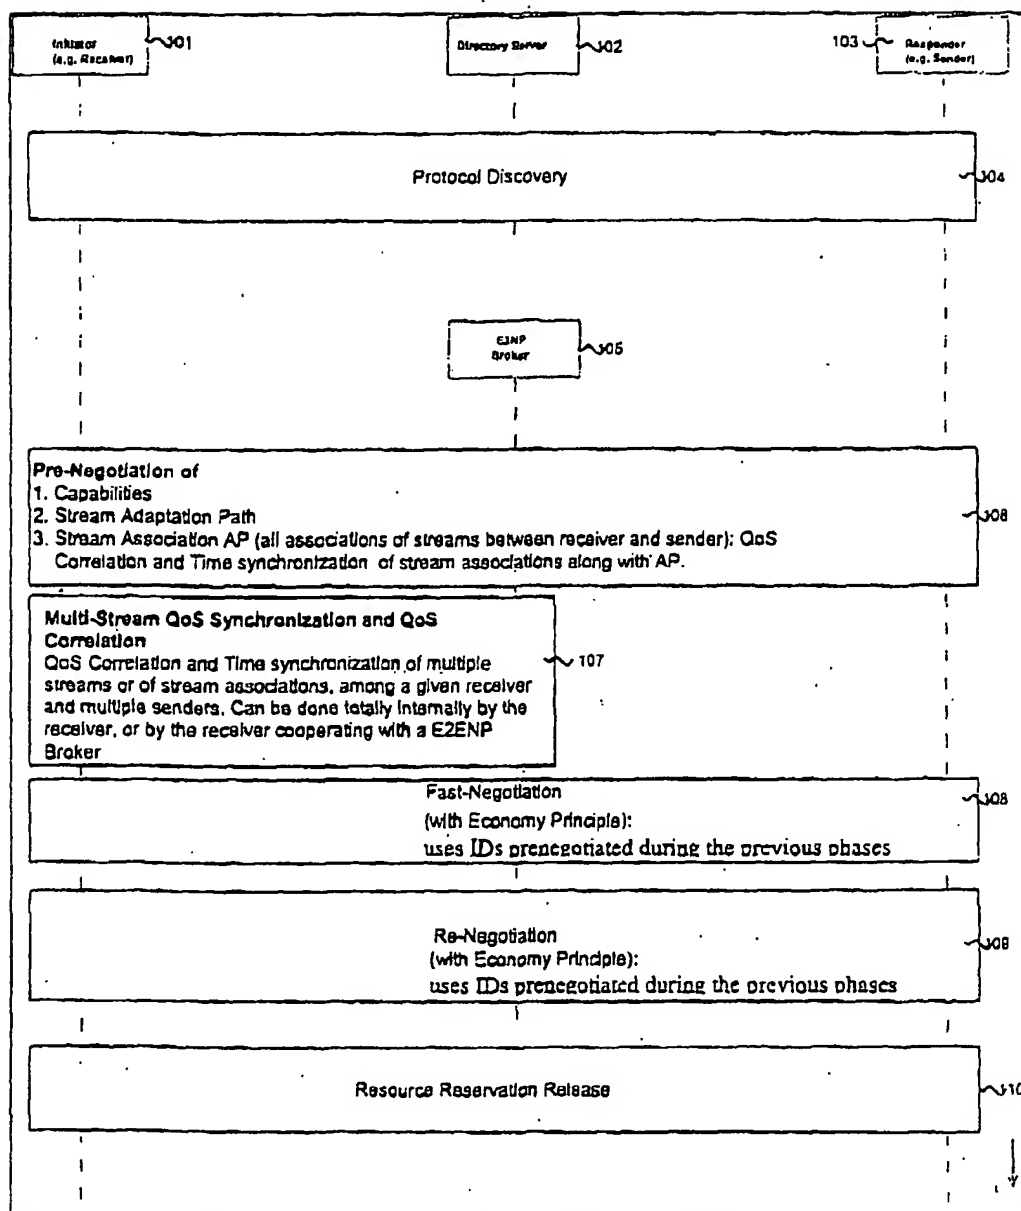 Initiator
(e.g. Receiver)
101
Directory Server
102
103
Responder
(e.g. Sender)
Protocol Discovery
104
E2ENP
Broker
105
Pre-Negotiation of
1. Capabilities
2. Stream Adaptation Path
3. Stream Association AP (all associations of streams between receiver and sender): QoS
Correlation and Time synchronization of stream associations along with AP.
108
Multi-Stream QoS Synchronization and QoS
Correlation
QoS Correlation and Time synchronization of multiple
streams or of stream associations, among a given receiver
and multiple senders. Can be done totally internally by the
receiver, or by the receiver cooperating with a E2ENP
Broker
107
Fast-Negotiation
(with Economy Principle):
uses IDs prenegotiated during the previous phases
108
Re-Negotiation
(with Economy Principle):
uses IDs prenegotiated during the previous phases
108
Resource Reservation Release
110